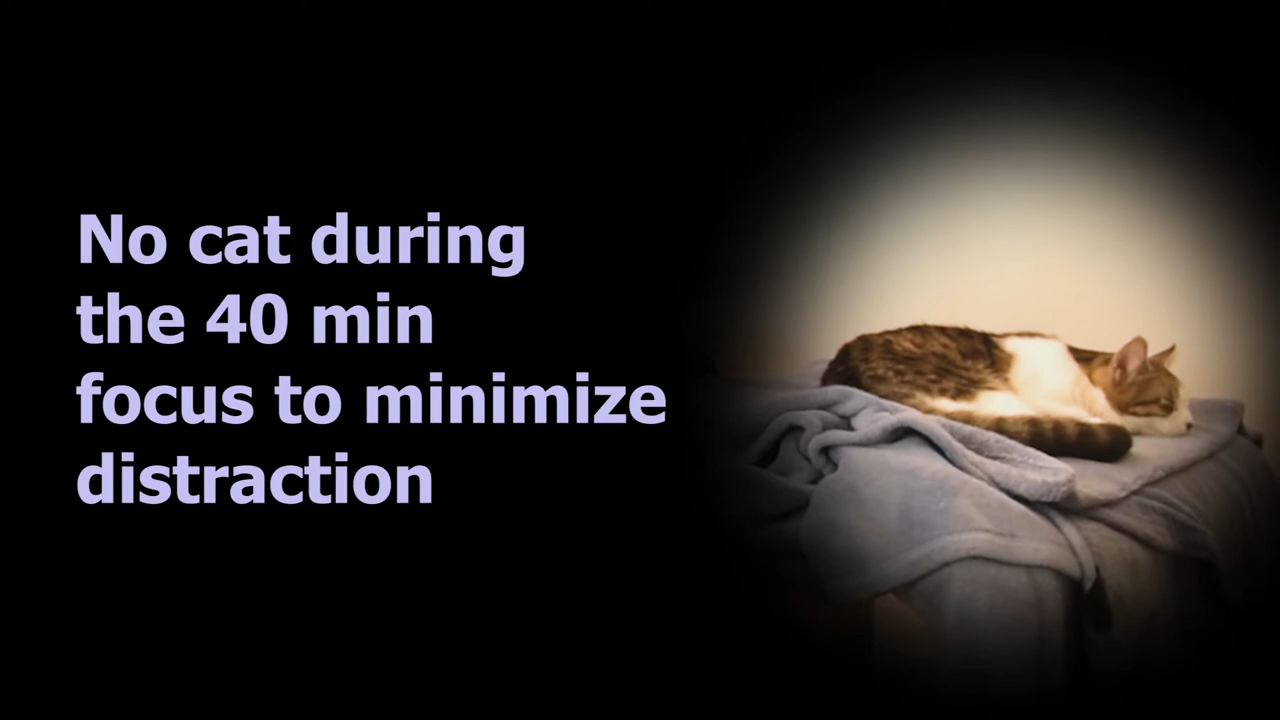 No cat during
the 40 min
focus to minimize
distraction